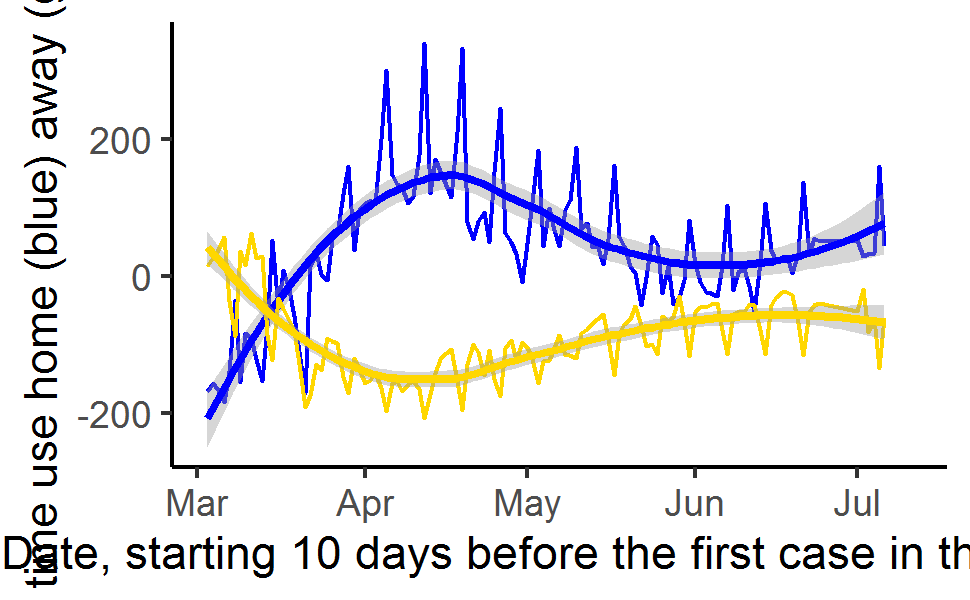 time use home (blue) away (
200
0
-200
Mar Apr May Jun Jul
Date, starting 10 days before the first case in th